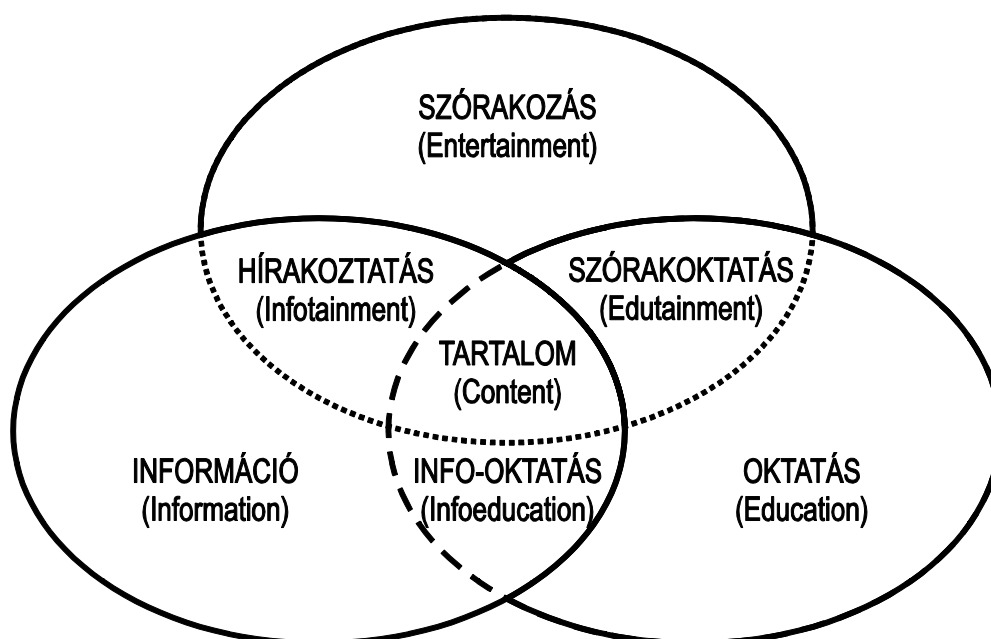 SZÓRAKOZÁS
(Entertainment)
HÍRAKOZTATÁS
(Infotainment)
SZÓRAKOKTATÁS
(Edutainment)
TARTALOM
(Content)
INFORMÁCIÓ
(Information)
INFO-OKTATÁS
(Infoeducation)
OKTATÁS
(Education)